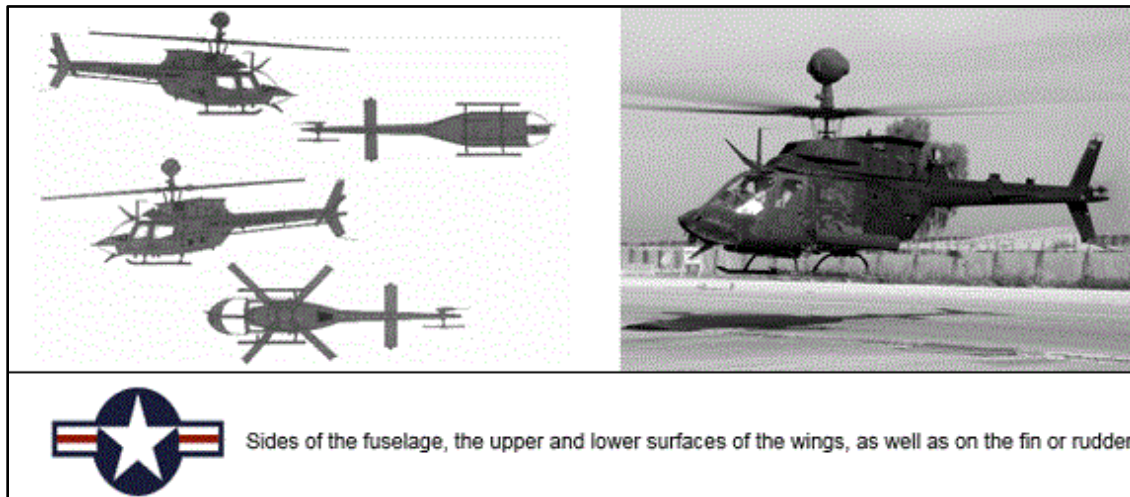 Sides of the fuselage, the upper and lower surfaces of the wings, as well as on the fin or rudder